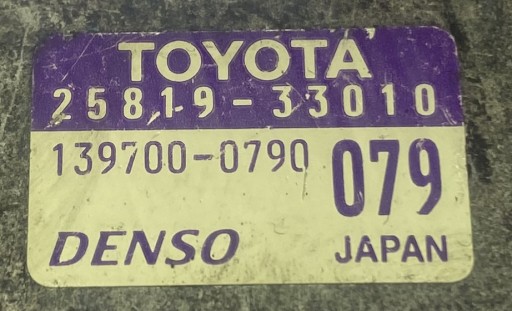 TOYOTA
25819-33010
139700-0790 079
DENSO JAPAN